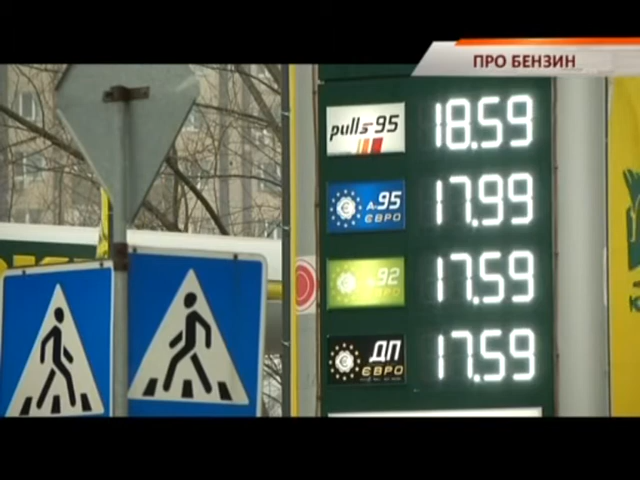 ПРО БЕНЗИН
pulls 95 18.59
А-95 ЄВРО 17.99
92 ЄВРО 17.59
ДП ЄВРО 17.59